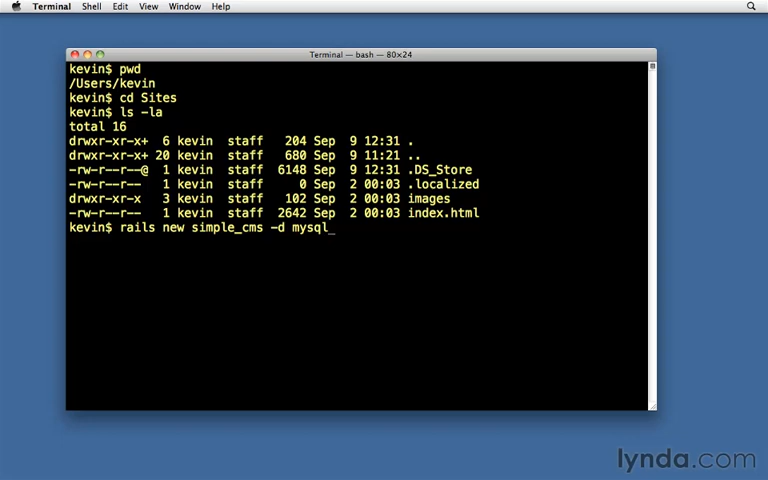 Terminal Shell Edit View Window Help
Terminal — bash — 80×24
kevin$ pwd
/Users/kevin
kevin$ cd Sites
kevin$ ls -la
total 16
drwxr-xr-x+  6 kevin  staff   204 Sep  9 12:31 .
drwxr-xr-x+ 20 kevin  staff   680 Sep  9 11:21 ..
-rw-r--r--@  1 kevin  staff  6148 Sep  9 12:31 .DS_Store
-rw-r--r--   1 kevin  staff     0 Sep  2 00:03 .localized
drwxr-xr-x   3 kevin  staff   102 Sep  2 00:03 images
-rw-r--r--   1 kevin  staff  2642 Sep  2 00:03 index.html
kevin$ rails new simple_cms -d mysql_
lynda.com